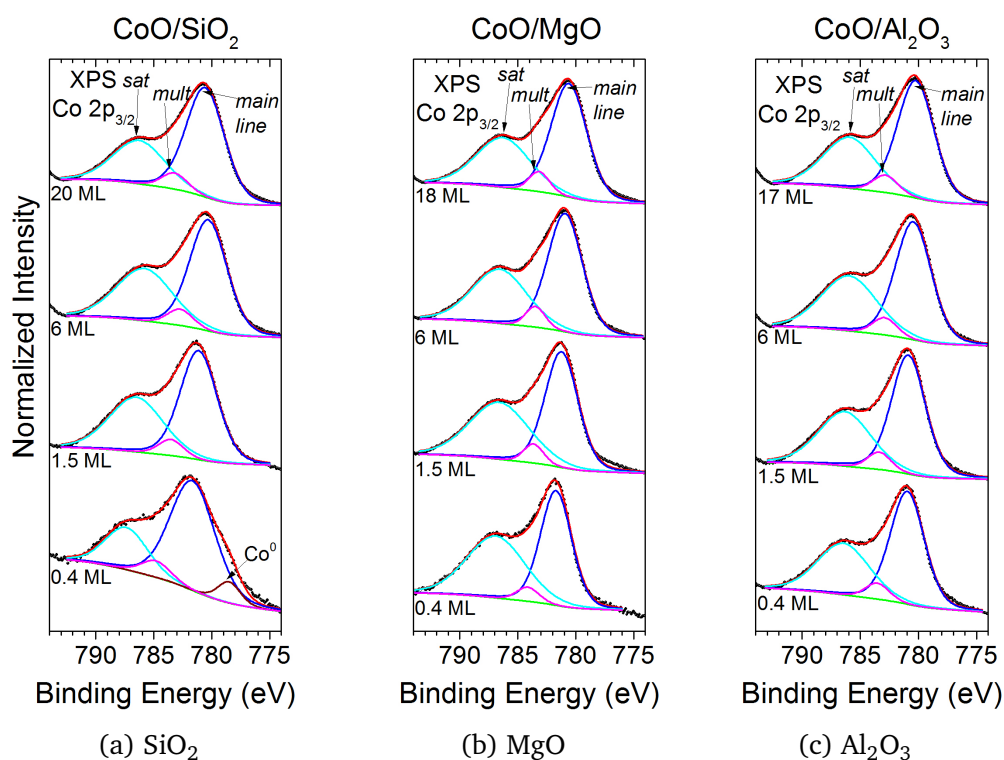 CoO/SiO₂
XPS
Co 2p₃/₂
sat
mult
main
line
20 ML
6 ML
1.5 ML
0.4 ML
Co⁰
790 785 780 775
Binding Energy (eV)
(a) SiO₂
Normalized Intensity
CoO/MgO
XPS
Co 2p₃/₂
sat
mult
main
line
18 ML
6 ML
1.5 ML
0.4 ML
790 785 780 775
Binding Energy (eV)
(b) MgO
CoO/Al₂O₃
XPS
Co 2p₃/₂
sat
mult
main
line
17 ML
6 ML
1.5 ML
0.4 ML
790 785 780 775
Binding Energy (eV)
(c) Al₂O₃